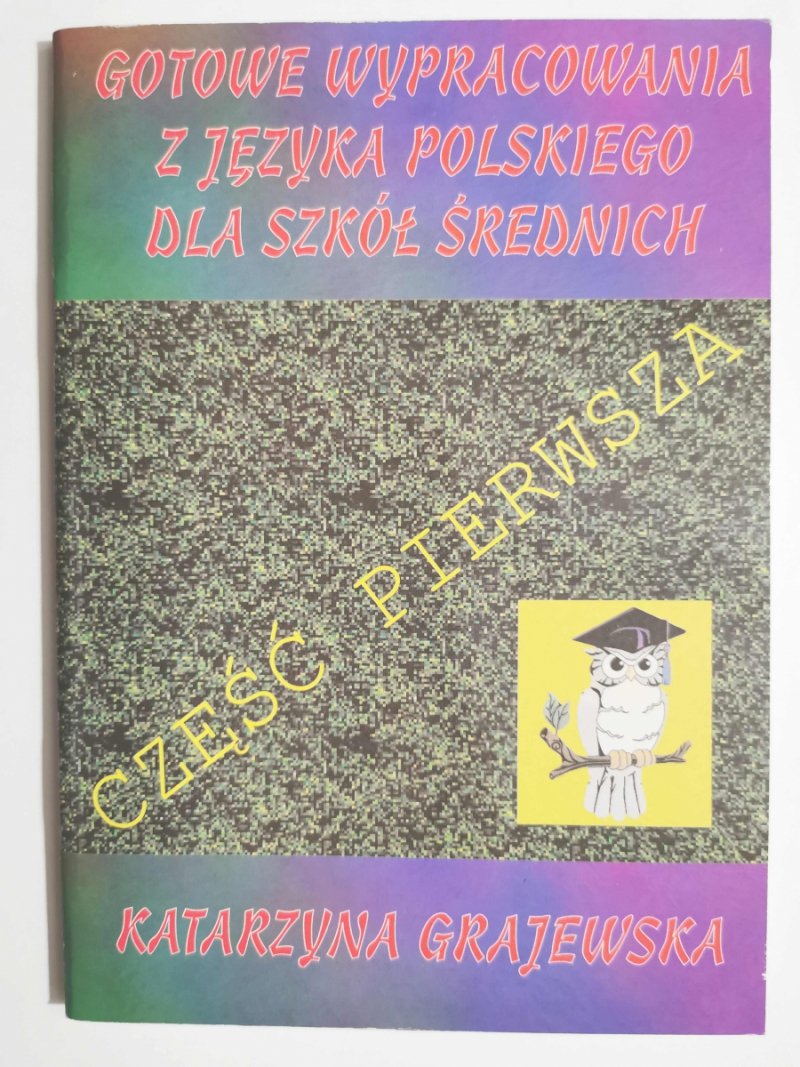 GOTOWE WYPRACOWANIA
Z JĘZYKA POLSKIEGO
DLA SZKÓŁ ŚREDNICH
CZĘŚĆ PIERWSZA
KATARZYNA GRAJEWSKA